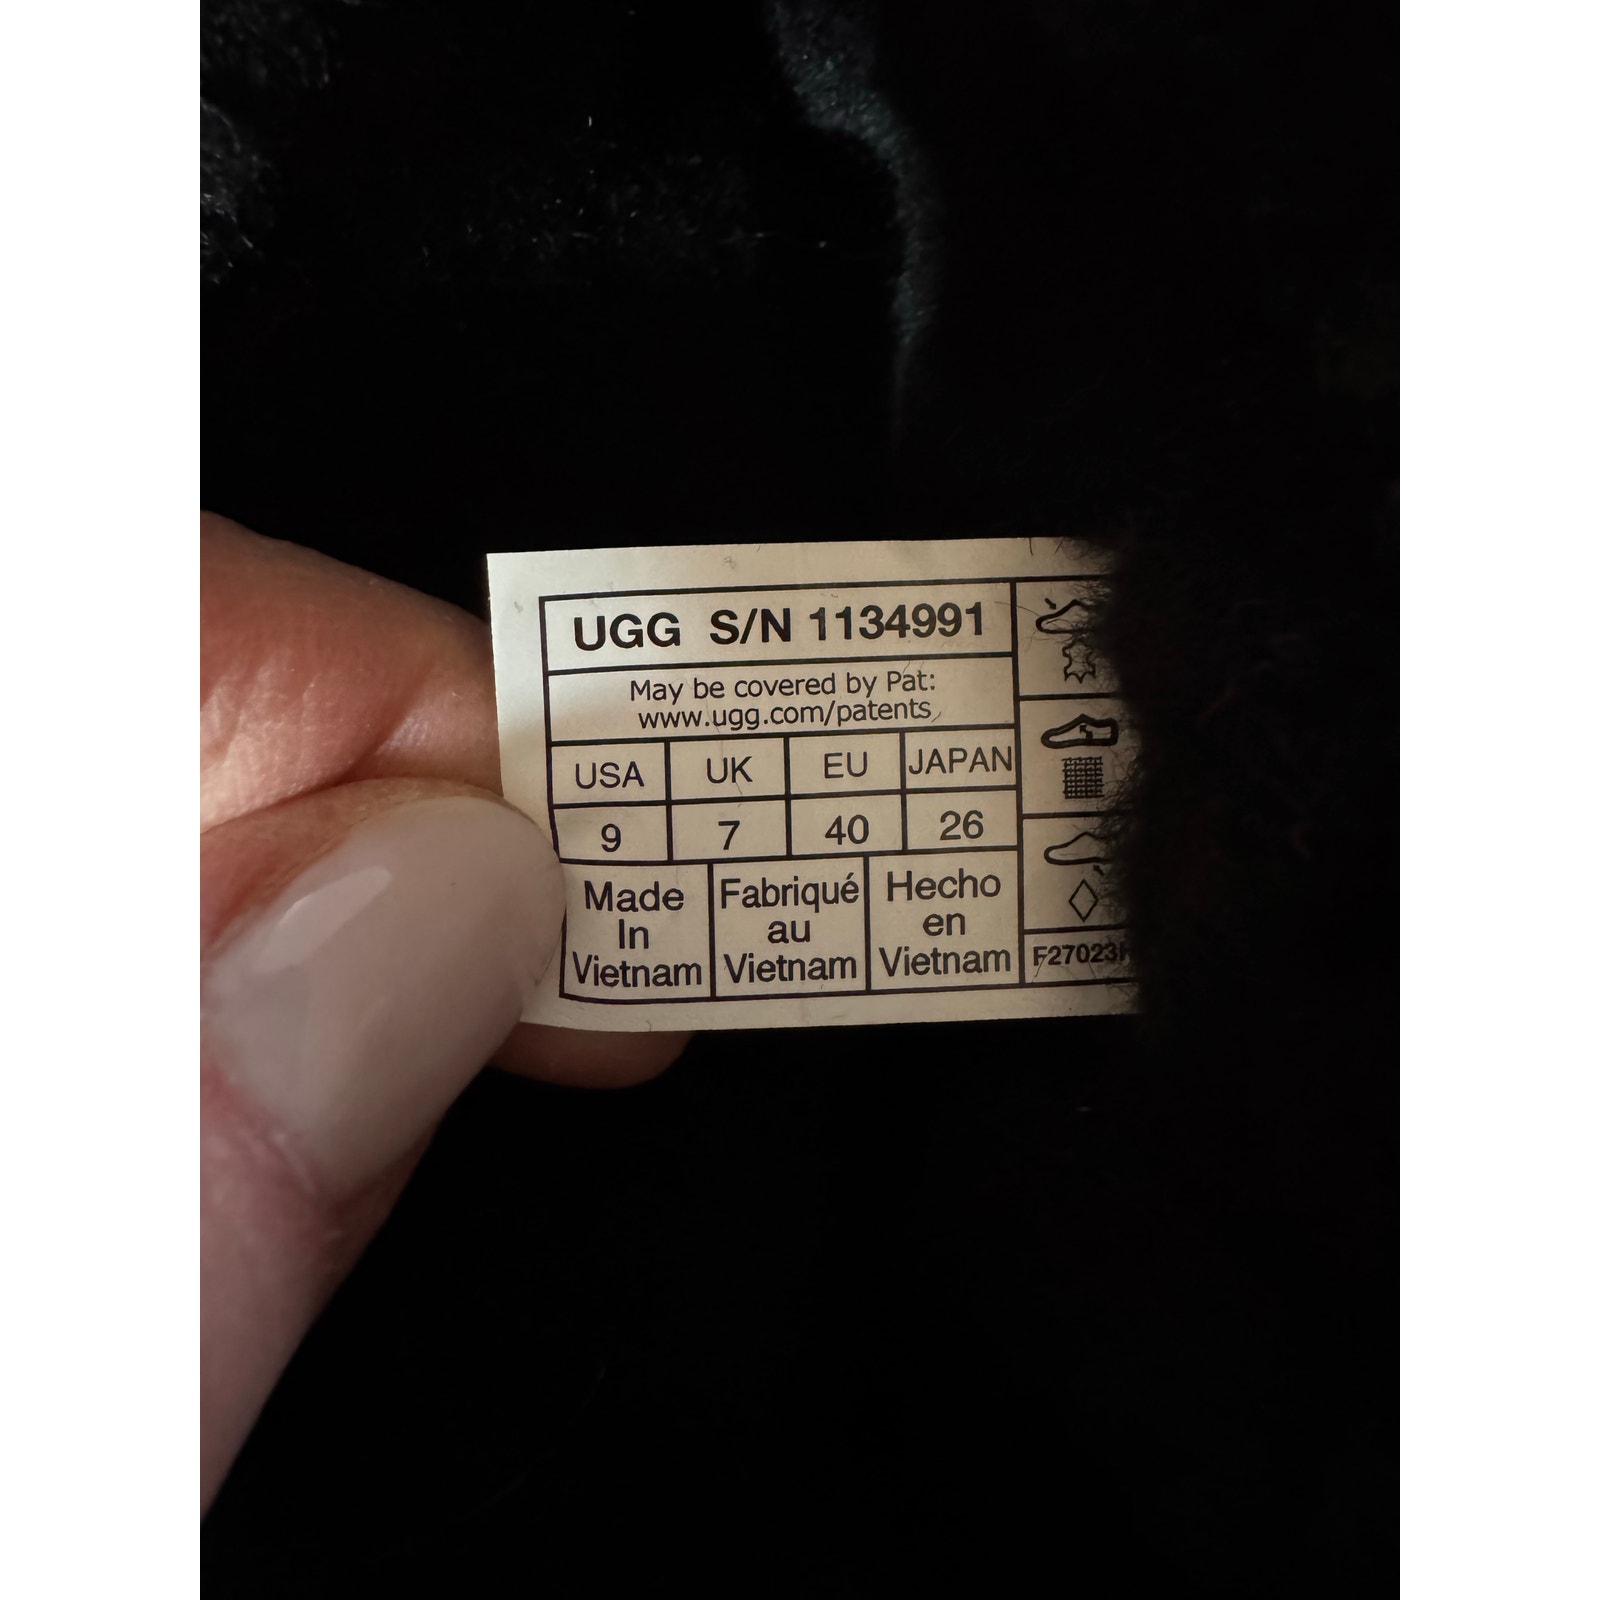 UGG S/N 1134991
May be covered by Pat:
www.ugg.com/patents
USA UK EU JAPAN
9 7 40 26
Made
In
Vietnam
Fabriqué
au
Vietnam
Hecho
en
Vietnam